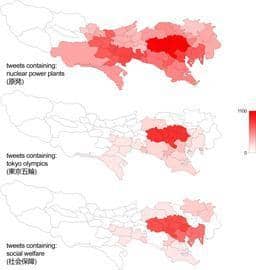 tweets containing:
nuclear power plants
(原発)
tweets containing:
tokyo olympics
(東京五輪)
1100
0
tweets containing:
social welfare
(社会保障)